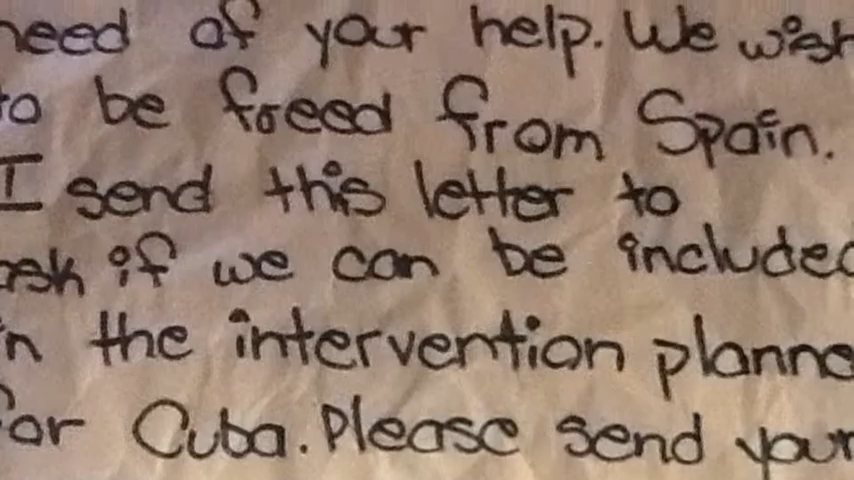 need of your help. We wish
to be freed from Spain.
I send this letter to
ask if we can be included
in the intervention planne
for Cuba. Please send your